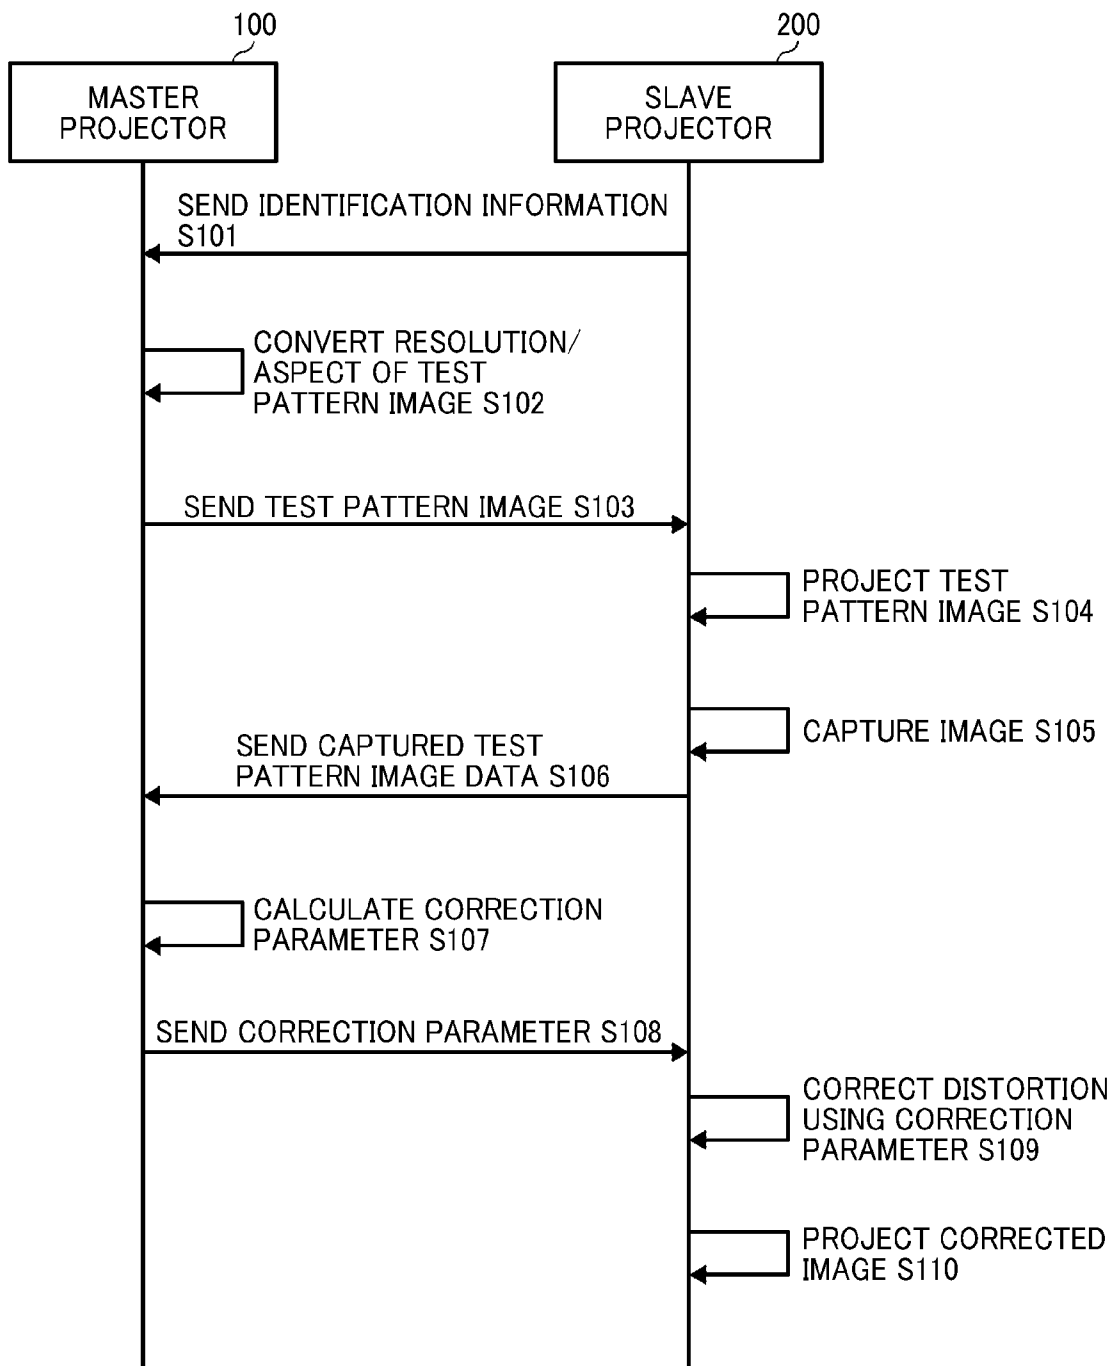 100
200
MASTER
PROJECTOR
SLAVE
PROJECTOR
SEND IDENTIFICATION INFORMATION
S101
CONVERT RESOLUTION/
ASPECT OF TEST
PATTERN IMAGE S102
SEND TEST PATTERN IMAGE S103
PROJECT TEST
PATTERN IMAGE S104
CAPTURE IMAGE S105
SEND CAPTURED TEST
PATTERN IMAGE DATA S106
CALCULATE CORRECTION
PARAMETER S107
SEND CORRECTION PARAMETER S108
CORRECT DISTORTION
USING CORRECTION
PARAMETER S109
PROJECT CORRECTED
IMAGE S110